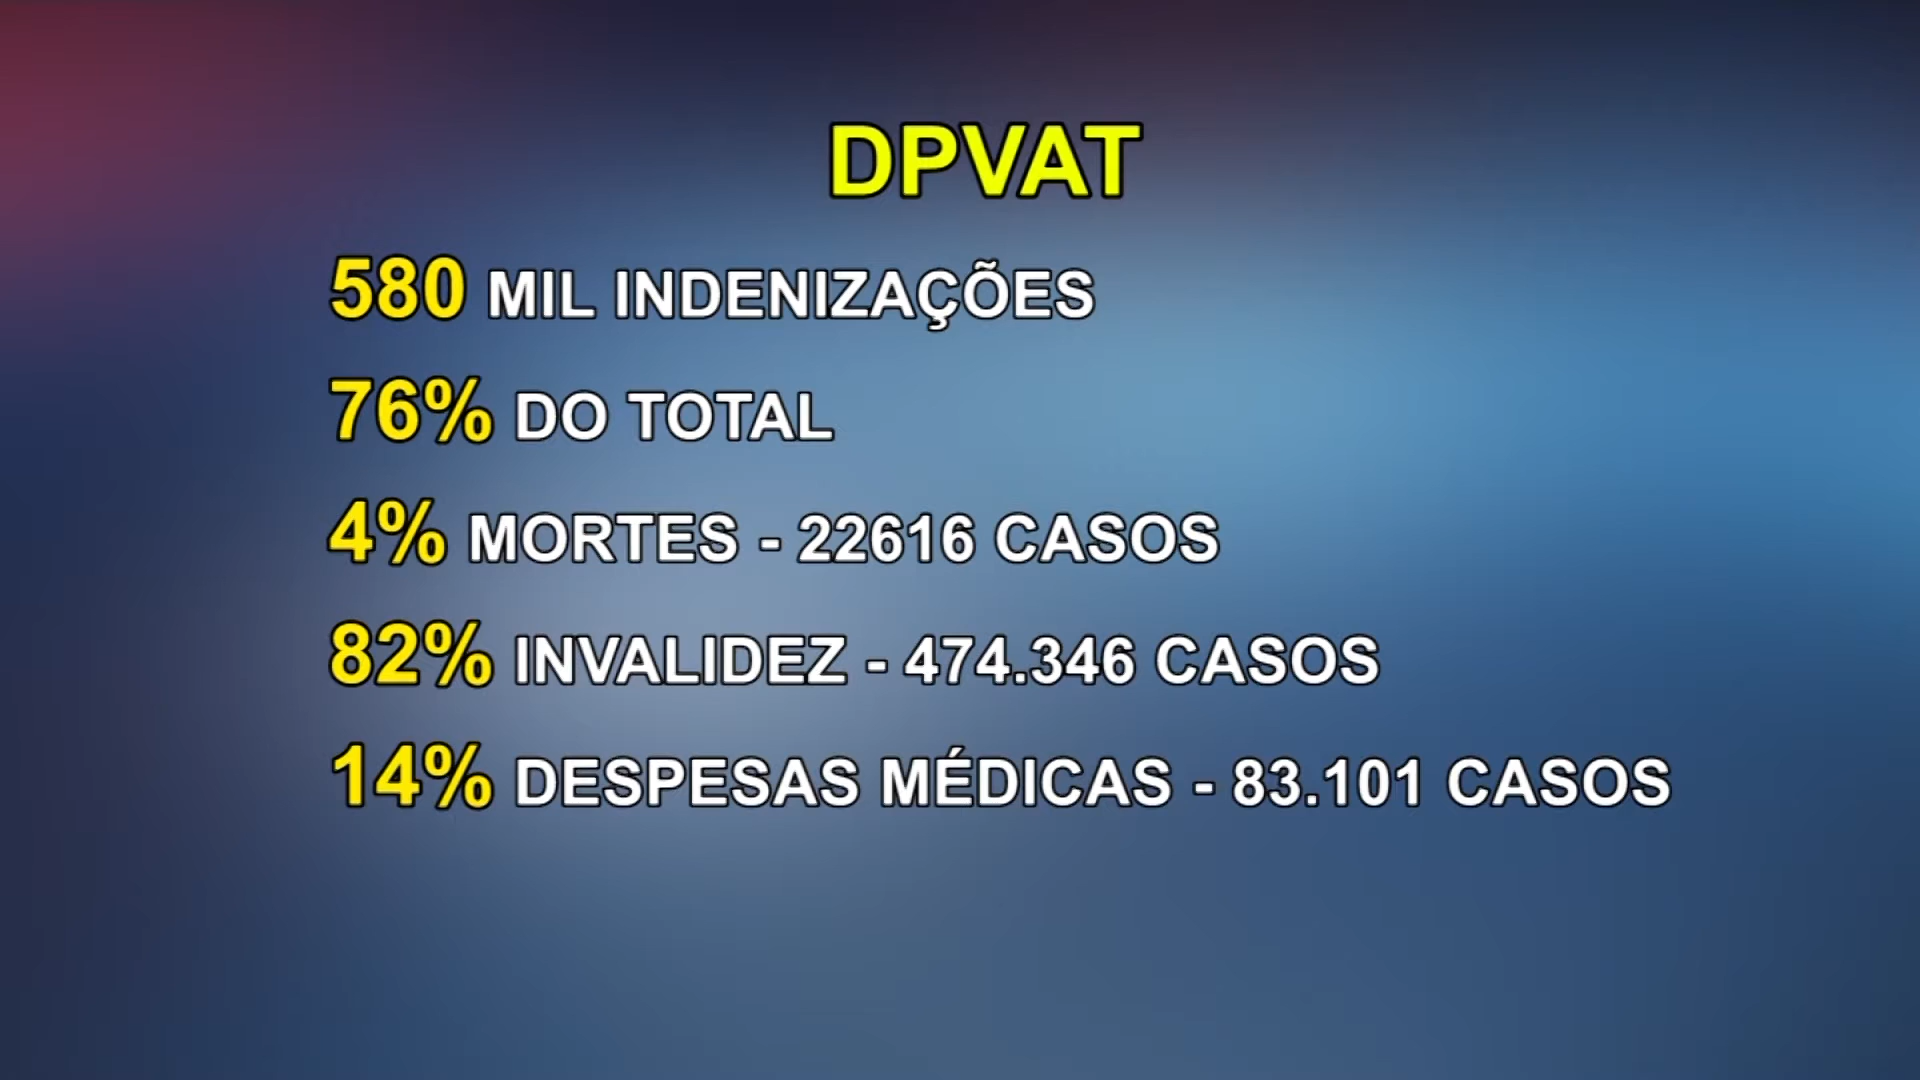 DPVAT
580 MIL INDENIZAÇÕES
76% DO TOTAL
4% MORTES - 22616 CASOS
82% INVALIDEZ - 474.346 CASOS
14% DESPESAS MÉDICAS - 83.101 CASOS